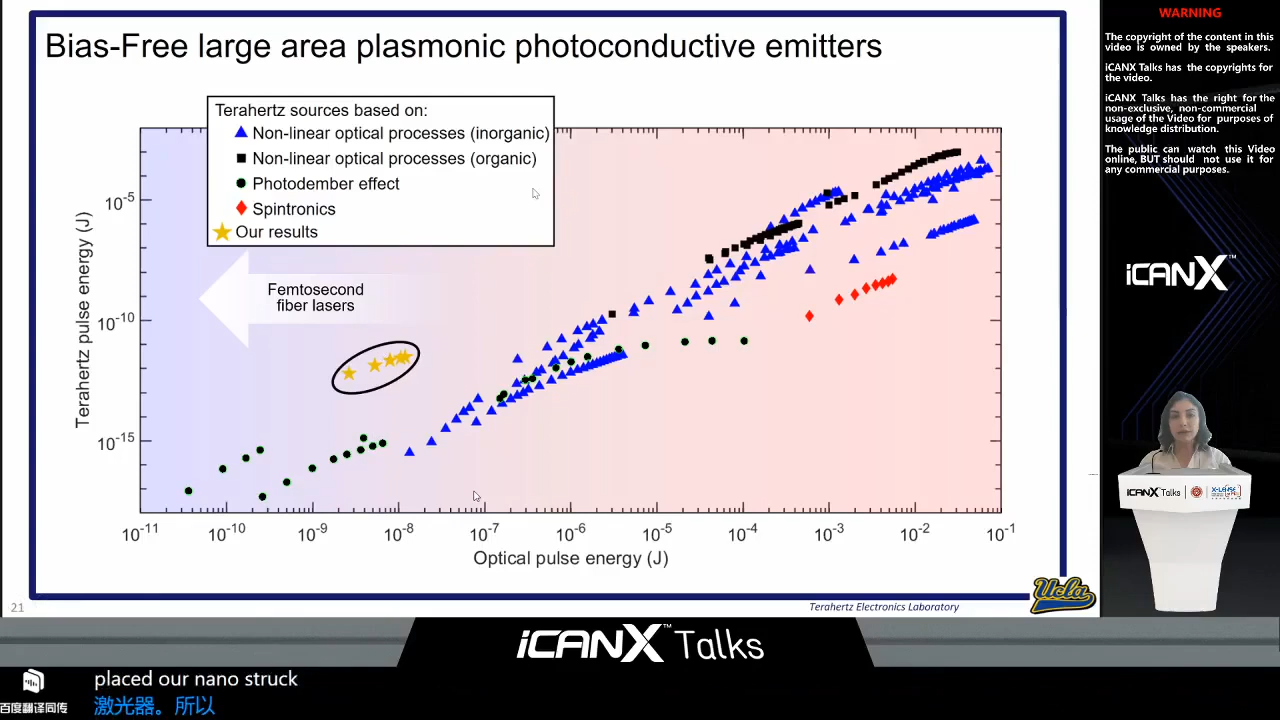 Bias-Free large area plasmonic photoconductive emitters
Terahertz sources based on:
Non-linear optical processes (inorganic)
Non-linear optical processes (organic)
Photodember effect
Spintronics
Our results
Femtosecond
fiber lasers
Terahertz pulse energy (J)
10-5
10-10
10-15
10-11 10-10 10-9 10-8 10-7 10-6 10-5 10-4 10-3 10-2 10-1
Optical pulse energy (J)
21
Terahertz Electronics Laboratory
Ucla
WARNING
The copyright of the content in this
video is owned by the speakers.
iCANX Talks has the copyrights for
the video.
iCANX Talks has the right for the
non-exclusive, non-commercial
usage of the Video for purposes of
knowledge distribution.
The public can watch this Video
online, BUT should not use it for
any commercial purposes.
iCANX™
iCANX Talks
iCANX™ Talks
placed our nano struck
激光器。所以
百度翻译同传